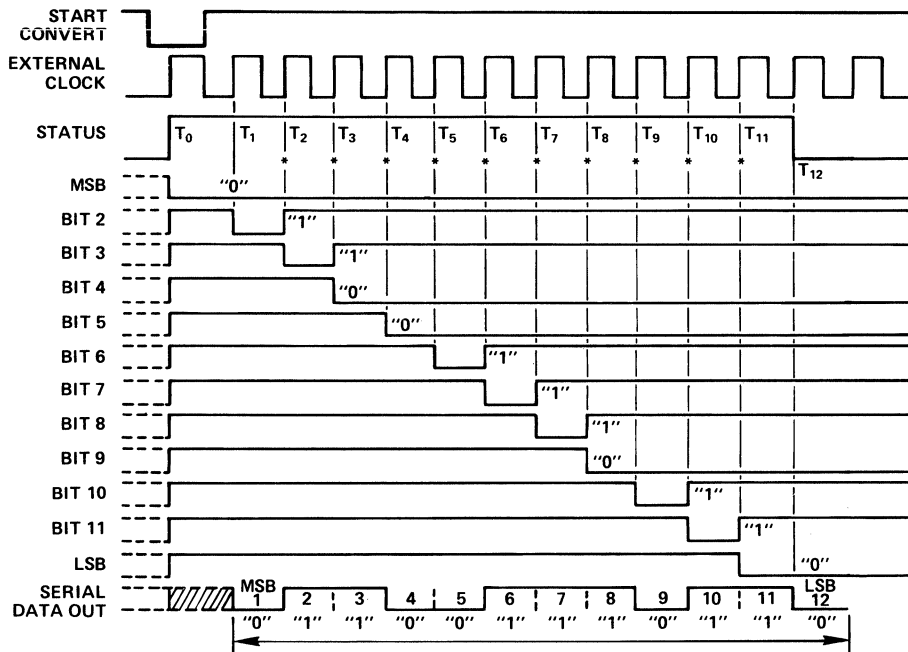 START CONVERT
EXTERNAL CLOCK
STATUS T0 T1 T2 T3 T4 T5 T6 T7 T8 T9 T10 T11
* * * * * * * * * *
T12
MSB "0"
BIT 2 "1"
BIT 3 "1"
BIT 4 "0"
BIT 5 "0"
BIT 6 "1"
BIT 7 "1"
BIT 8 "1"
BIT 9 "0"
BIT 10 "1"
BIT 11 "1"
LSB "0"
SERIAL DATA OUT
MSB LSB
1 2 3 4 5 6 7 8 9 10 11 12
"0" "1" "1" "0" "0" "1" "1" "1" "0" "1" "1" "0"